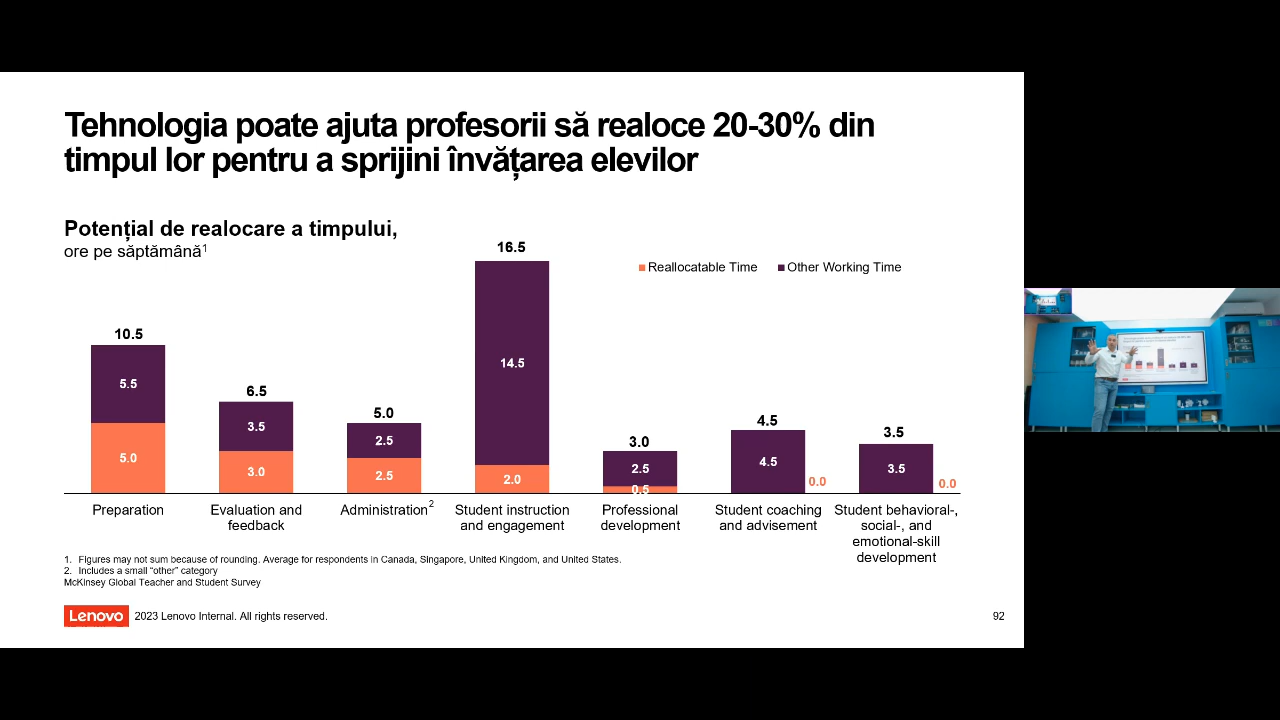 Tehnologia poate ajuta profesorii să realoce 20-30% din
timpul lor pentru a sprijini învățarea elevilor
Potențial de realocare a timpului,
ore pe săptămână1
Reallocatable Time
Other Working Time
10.5
5.5
5.0
6.5
3.5
3.0
5.0
2.5
2.5
16.5
14.5
2.0
3.0
2.5
0.5
4.5
4.5
0.0
3.5
3.5
0.0
Preparation
Evaluation and
feedback
Administration2
Student instruction
and engagement
Professional
development
Student coaching
and advisement
Student behavioral-,
social-, and
emotional-skill
development
1. Figures may not sum because of rounding. Average for respondents in Canada, Singapore, United Kingdom, and United States.
2. Includes a small “other” category
McKinsey Global Teacher and Student Survey
Lenovo 2023 Lenovo Internal. All rights reserved.
92